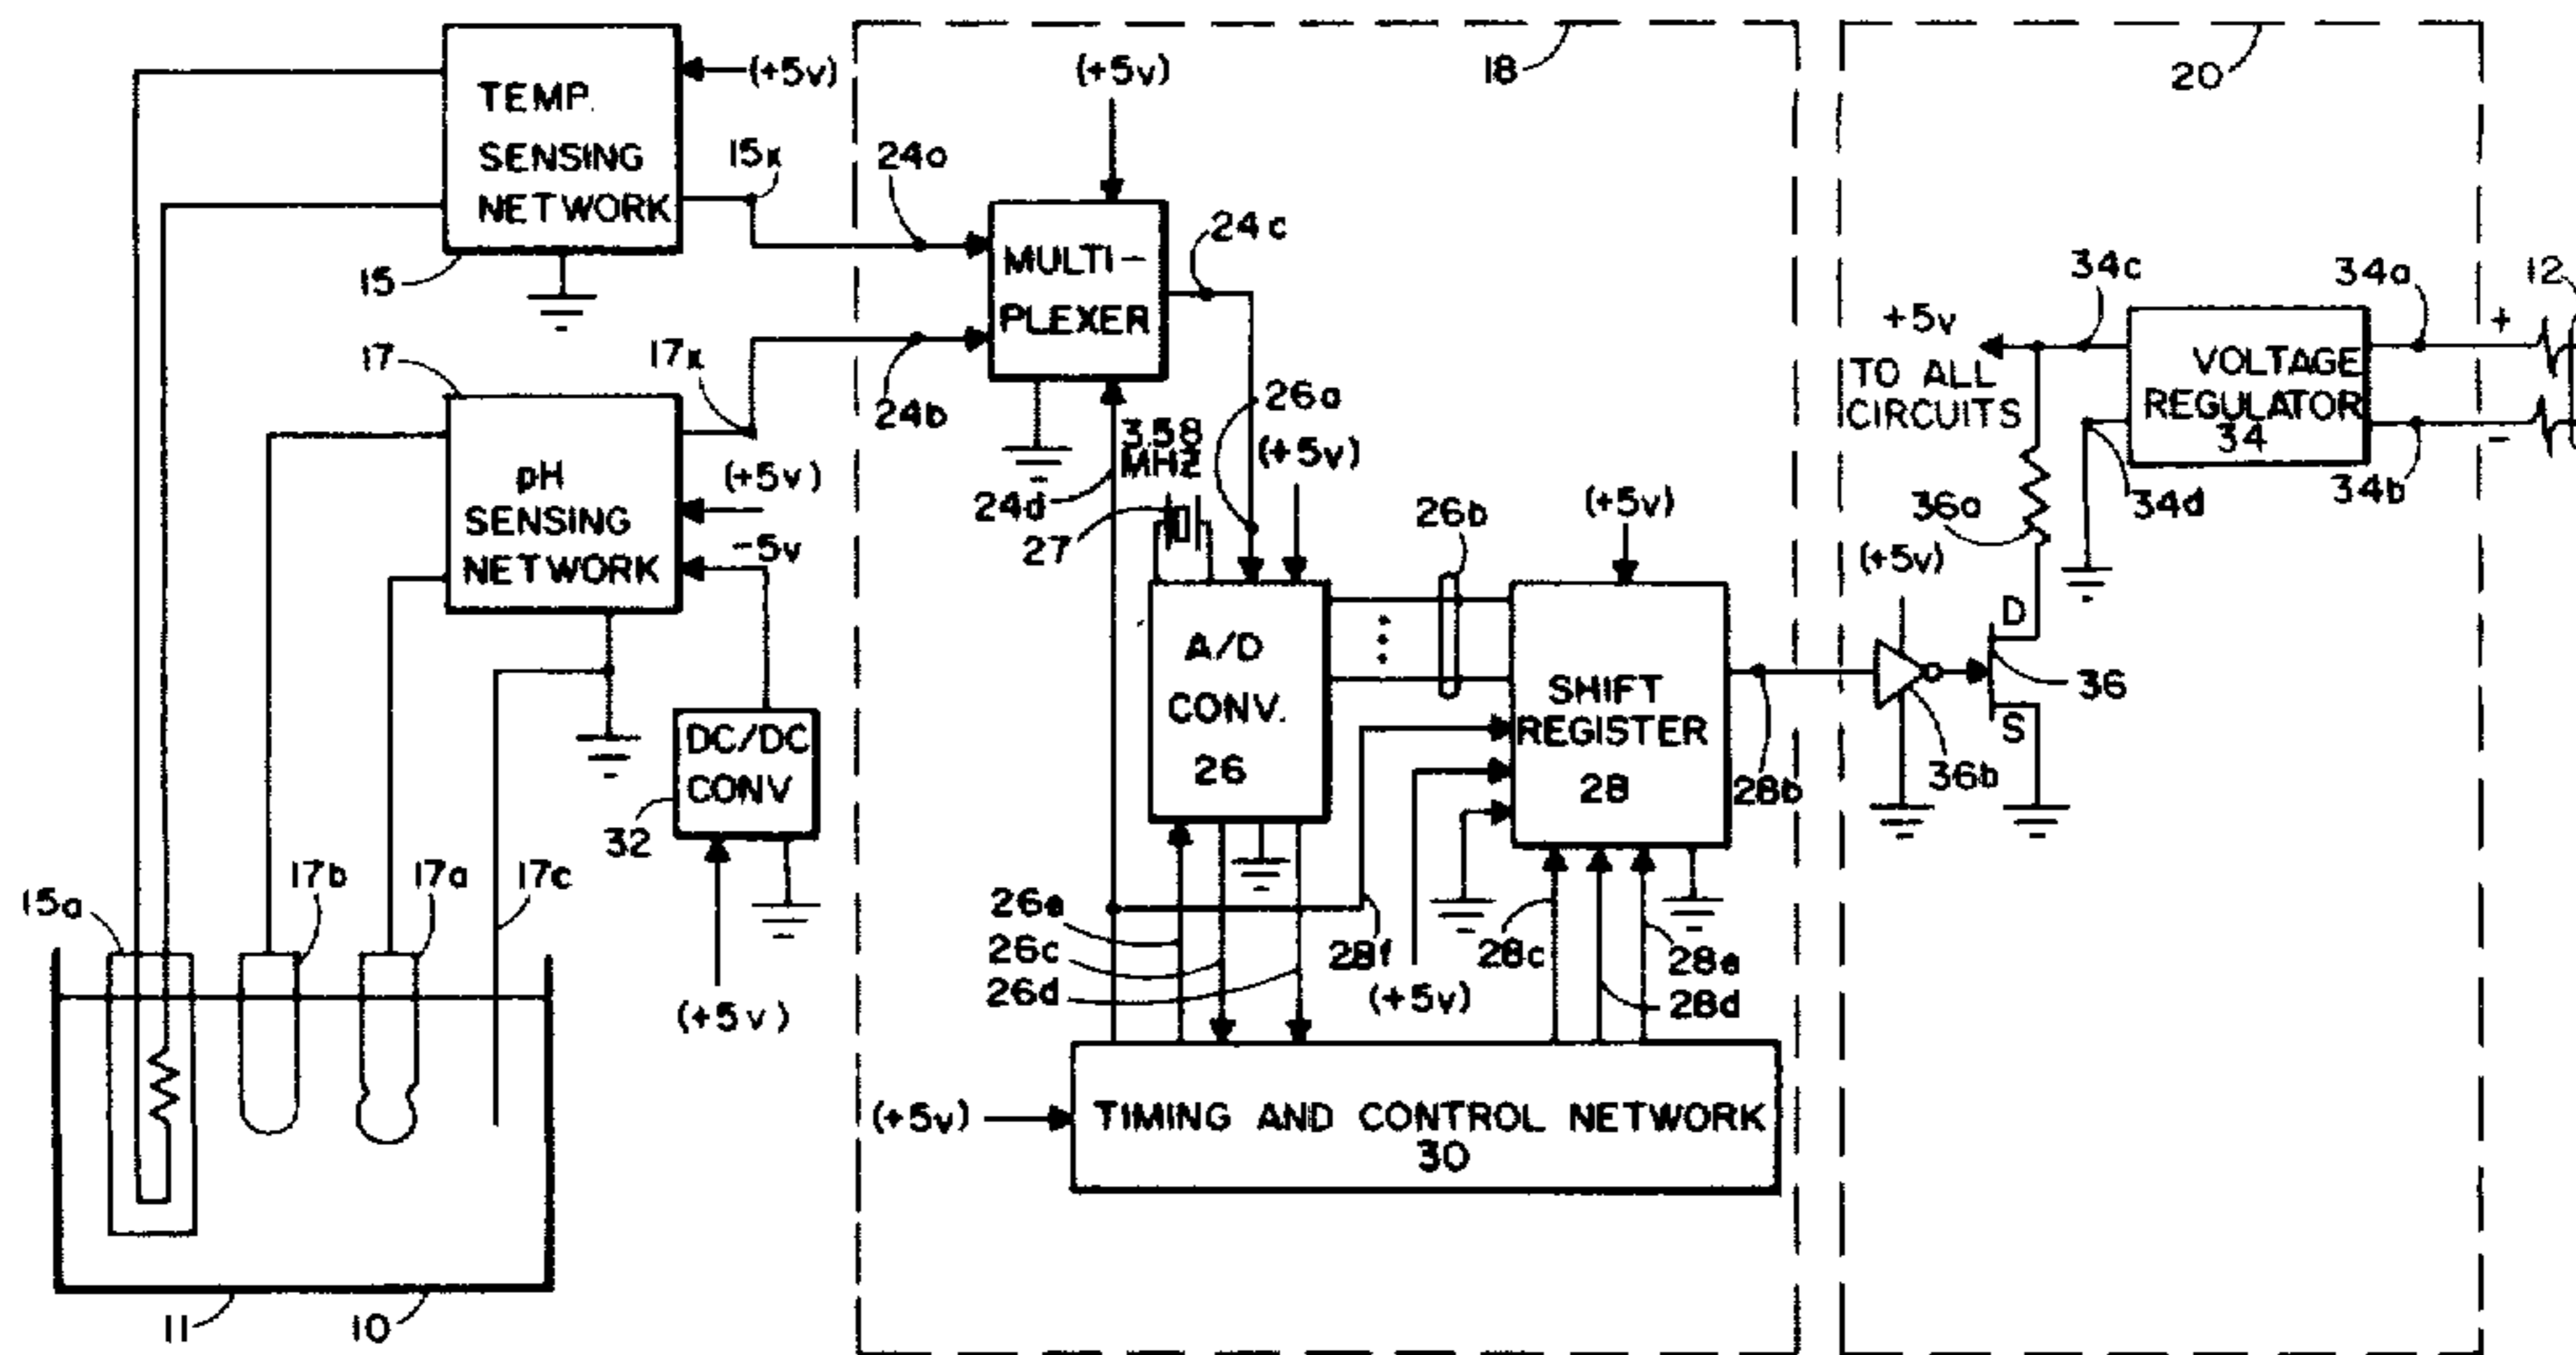 TEMP.
SENSING
NETWORK
(+5v)
15x
15
17
pH
SENSING
NETWORK
17x
(+5v)
-5v
DC/DC
CONV
32
(+5v)
15a
17b
17a
17c
11
10
18
(+5v)
24a
24b
MULTI-
PLEXER
24c
24d
3.58
MHZ
27
26a
(+5v)
A/D
CONV.
26
26b
(+5v)
SHIFT
REGISTER
28
28b
26e
26c
26d
28f
(+5v)
28c
28e
28d
(+5v)
TIMING AND CONTROL NETWORK
30
20
+5v
TO ALL
CIRCUITS
34c
VOLTAGE
REGULATOR
34
34a
34b
34d
12
+
-
36a
(+5v)
D
S
36
36b